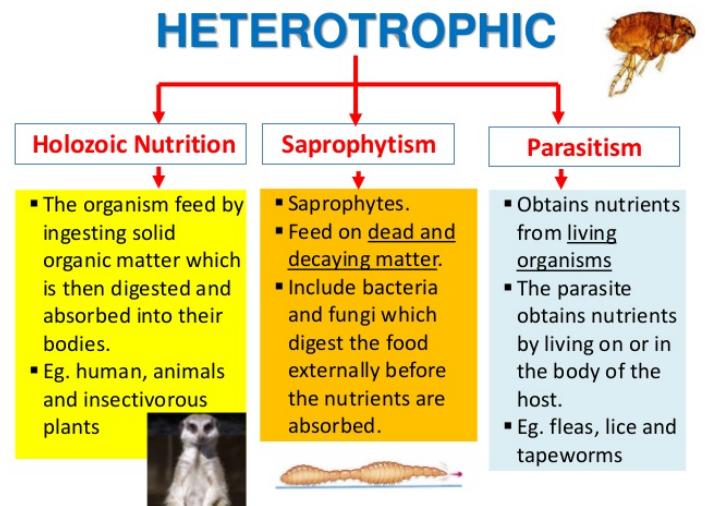 HETEROTROPHIC
Holozoic Nutrition
▪ The organism feed by
ingesting solid
organic matter which
is then digested and
absorbed into their
bodies.
▪ Eg. human, animals
and insectivorous
plants
Saprophytism
▪ Saprophytes.
▪ Feed on dead and
decaying matter.
▪ Include bacteria
and fungi which
digest the food
externally before
the nutrients are
absorbed.
Parasitism
▪ Obtains nutrients
from living
organisms
▪ The parasite
obtains nutrients
by living on or in
the body of the
host.
▪ Eg. fleas, lice and
tapeworms